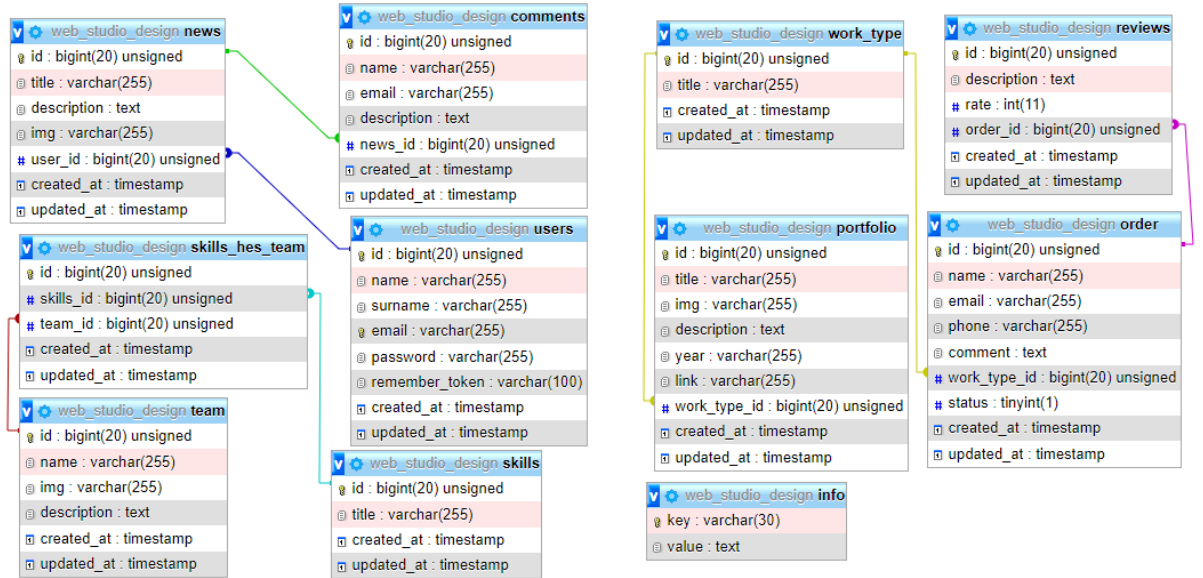 web_studio_design news
id : bigint(20) unsigned
title : varchar(255)
description : text
img : varchar(255)
user_id : bigint(20) unsigned
created_at : timestamp
updated_at : timestamp
web_studio_design comments
id : bigint(20) unsigned
name : varchar(255)
email : varchar(255)
description : text
news_id : bigint(20) unsigned
created_at : timestamp
updated_at : timestamp
web_studio_design skills_hes_team
id : bigint(20) unsigned
skills_id : bigint(20) unsigned
team_id : bigint(20) unsigned
created_at : timestamp
updated_at : timestamp
web_studio_design users
id : bigint(20) unsigned
name : varchar(255)
surname : varchar(255)
email : varchar(255)
password : varchar(255)
remember_token : varchar(100)
created_at : timestamp
updated_at : timestamp
web_studio_design team
id : bigint(20) unsigned
name : varchar(255)
img : varchar(255)
description : text
created_at : timestamp
updated_at : timestamp
web_studio_design skills
id : bigint(20) unsigned
title : varchar(255)
created_at : timestamp
updated_at : timestamp
web_studio_design work_type
id : bigint(20) unsigned
title : varchar(255)
created_at : timestamp
updated_at : timestamp
web_studio_design reviews
id : bigint(20) unsigned
description : text
rate : int(11)
order_id : bigint(20) unsigned
created_at : timestamp
updated_at : timestamp
web_studio_design portfolio
id : bigint(20) unsigned
title : varchar(255)
img : varchar(255)
description : text
year : varchar(255)
link : varchar(255)
work_type_id : bigint(20) unsigned
created_at : timestamp
updated_at : timestamp
web_studio_design order
id : bigint(20) unsigned
name : varchar(255)
email : varchar(255)
phone : varchar(255)
comment : text
work_type_id : bigint(20) unsigned
status : tinyint(1)
created_at : timestamp
updated_at : timestamp
web_studio_design info
key : varchar(30)
value : text